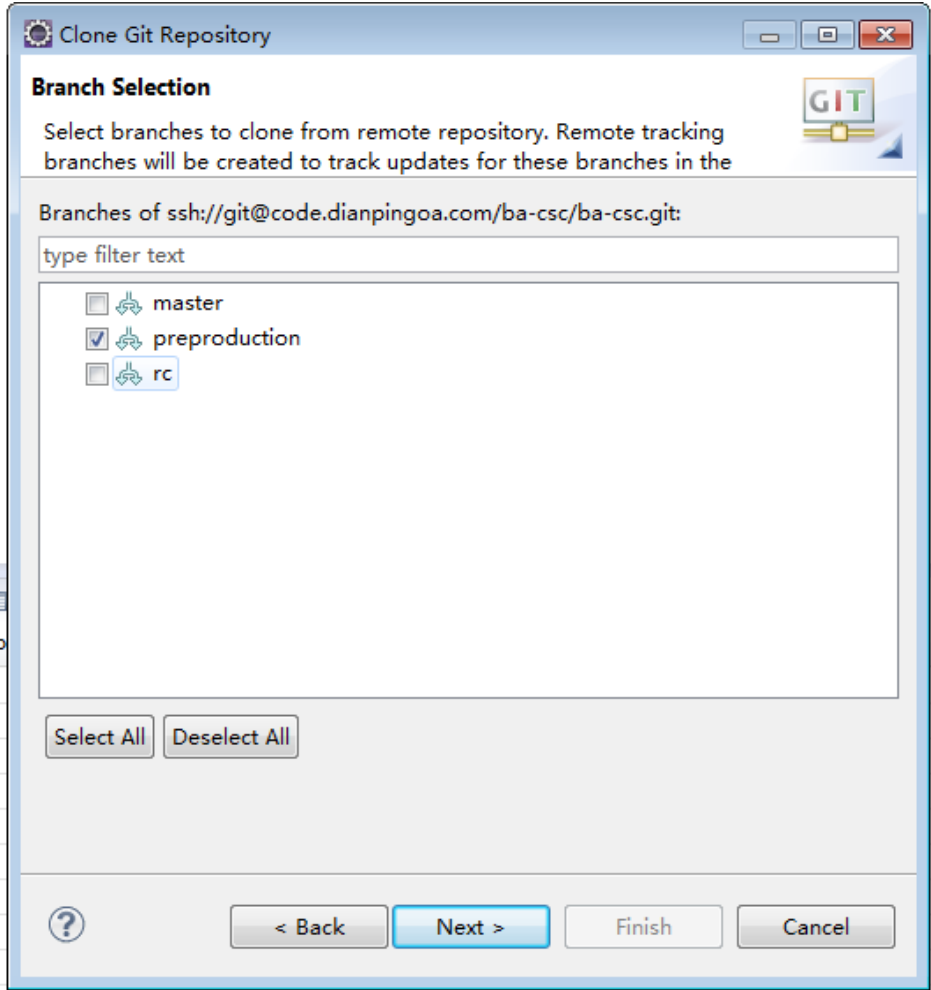 Clone Git Repository
Branch Selection
GIT
Select branches to clone from remote repository. Remote tracking
branches will be created to track updates for these branches in the
Branches of ssh://git@code.dianpingoa.com/ba-csc/ba-csc.git:
type filter text
master
preproduction
rc
Select All Deselect All
? < Back Next > Finish Cancel